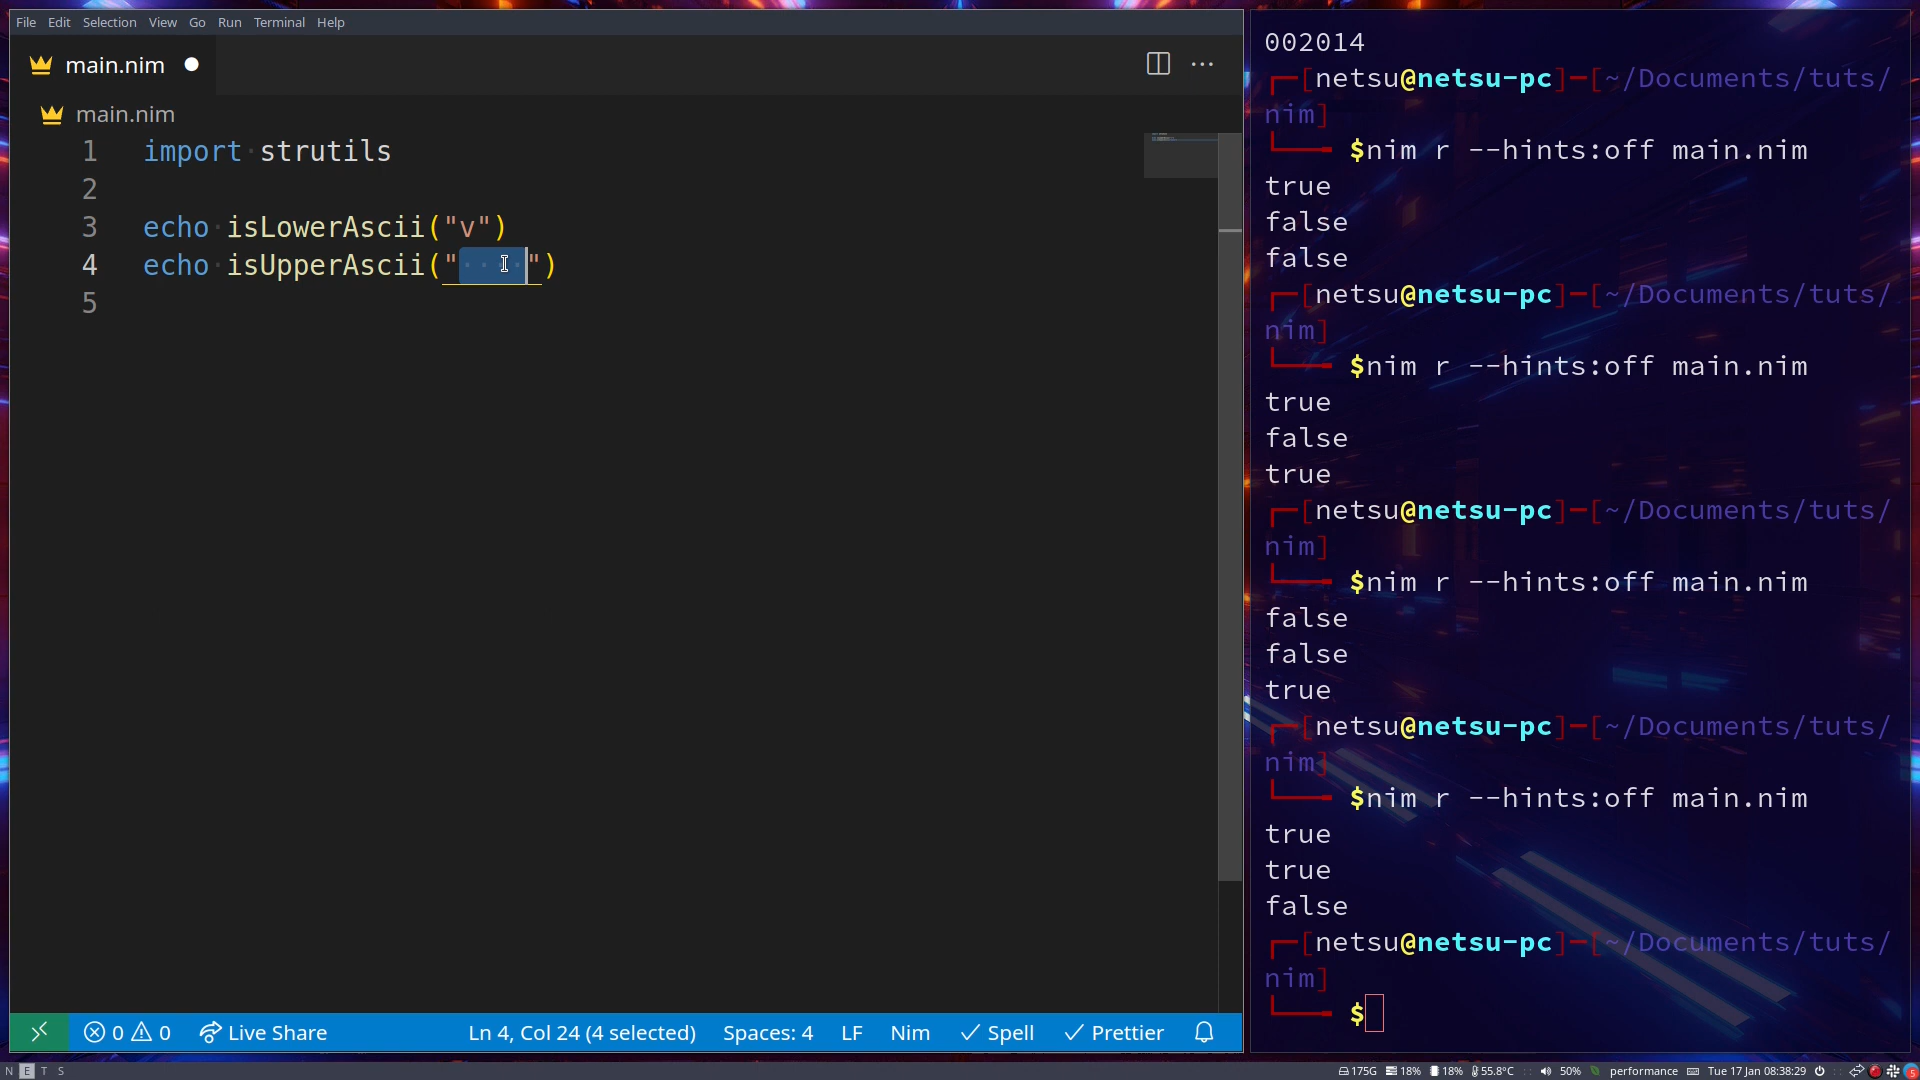 File Edit Selection View Go Run Terminal Help
main.nim
main.nim
1 import strutils
2
3 echo isLowerAscii("v")
4 echo isUpperAscii("    ")
5
0 0 Live Share Ln 4, Col 24 (4 selected) Spaces: 4 LF Nim Spell Prettier
002014
┌─[netsu@netsu-pc]─[~/Documents/tuts/
nim]
└──╼ $nim r --hints:off main.nim
true
false
false
┌─[netsu@netsu-pc]─[~/Documents/tuts/
nim]
└──╼ $nim r --hints:off main.nim
true
false
true
┌─[netsu@netsu-pc]─[~/Documents/tuts/
nim]
└──╼ $nim r --hints:off main.nim
false
false
true
┌─[netsu@netsu-pc]─[~/Documents/tuts/
nim]
└──╼ $nim r --hints:off main.nim
true
true
false
┌─[netsu@netsu-pc]─[~/Documents/tuts/
nim]
└──╼ $
N E T S 175G 18% 18% 55.8°C 50% performance Tue 17 Jan 08:38:29 5